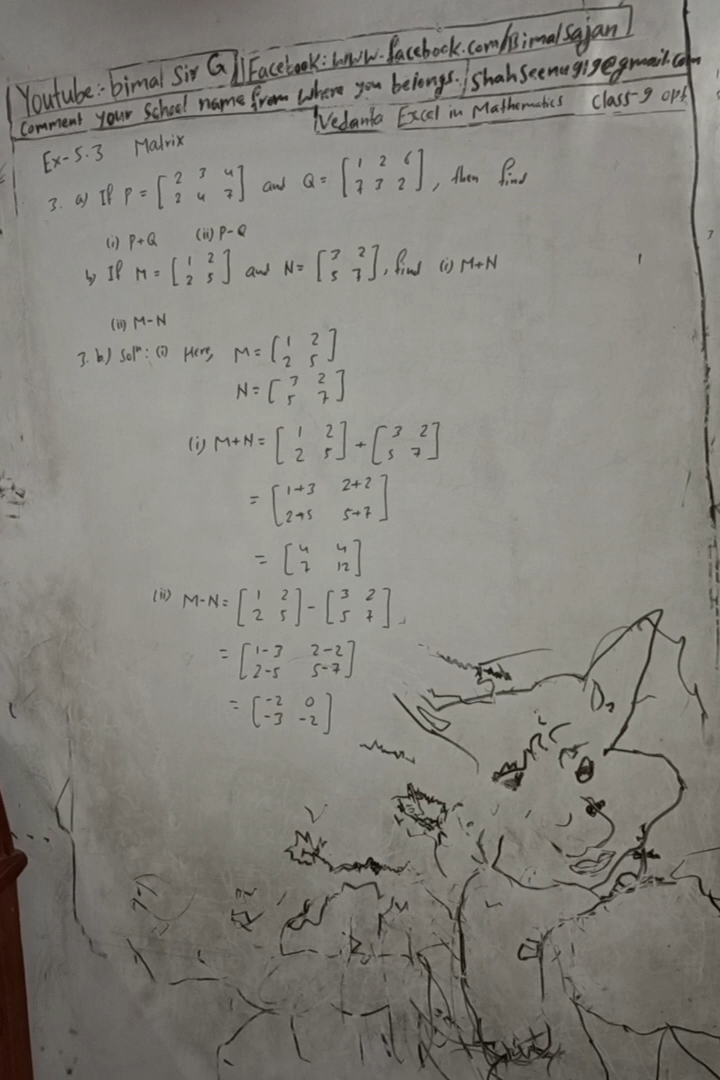 Youtube:- bimal Sir G || Facebook: www.facebook.com/Bimalsajan
comment your school name from where you belongs. / Shahseenugig@gmail.com
Vedanta Excel in Mathematics Class-9 opt
Ex-5.3 Matrix
3. a) If P = [2 3 4
2 4 7] and Q = [1 2 6
7 3 2], then find
(i) P+Q (ii) P-Q
b) If M = [1 2
2 5] and N = [3 2
5 7], find (i) M+N
(ii) M-N
3. b) Solⁿ: (i) Here, M = [1 2
2 5]
N = [3 2
5 7]
(i) M+N = [1 2
2 5] + [3 2
5 7]
= [1+3 2+2
2+5 5+7]
= [4 4
7 12]
(ii) M-N = [1 2
2 5] - [3 2
5 7]
= [1-3 2-2
2-5 5-7]
= [-2 0
-3 -2]